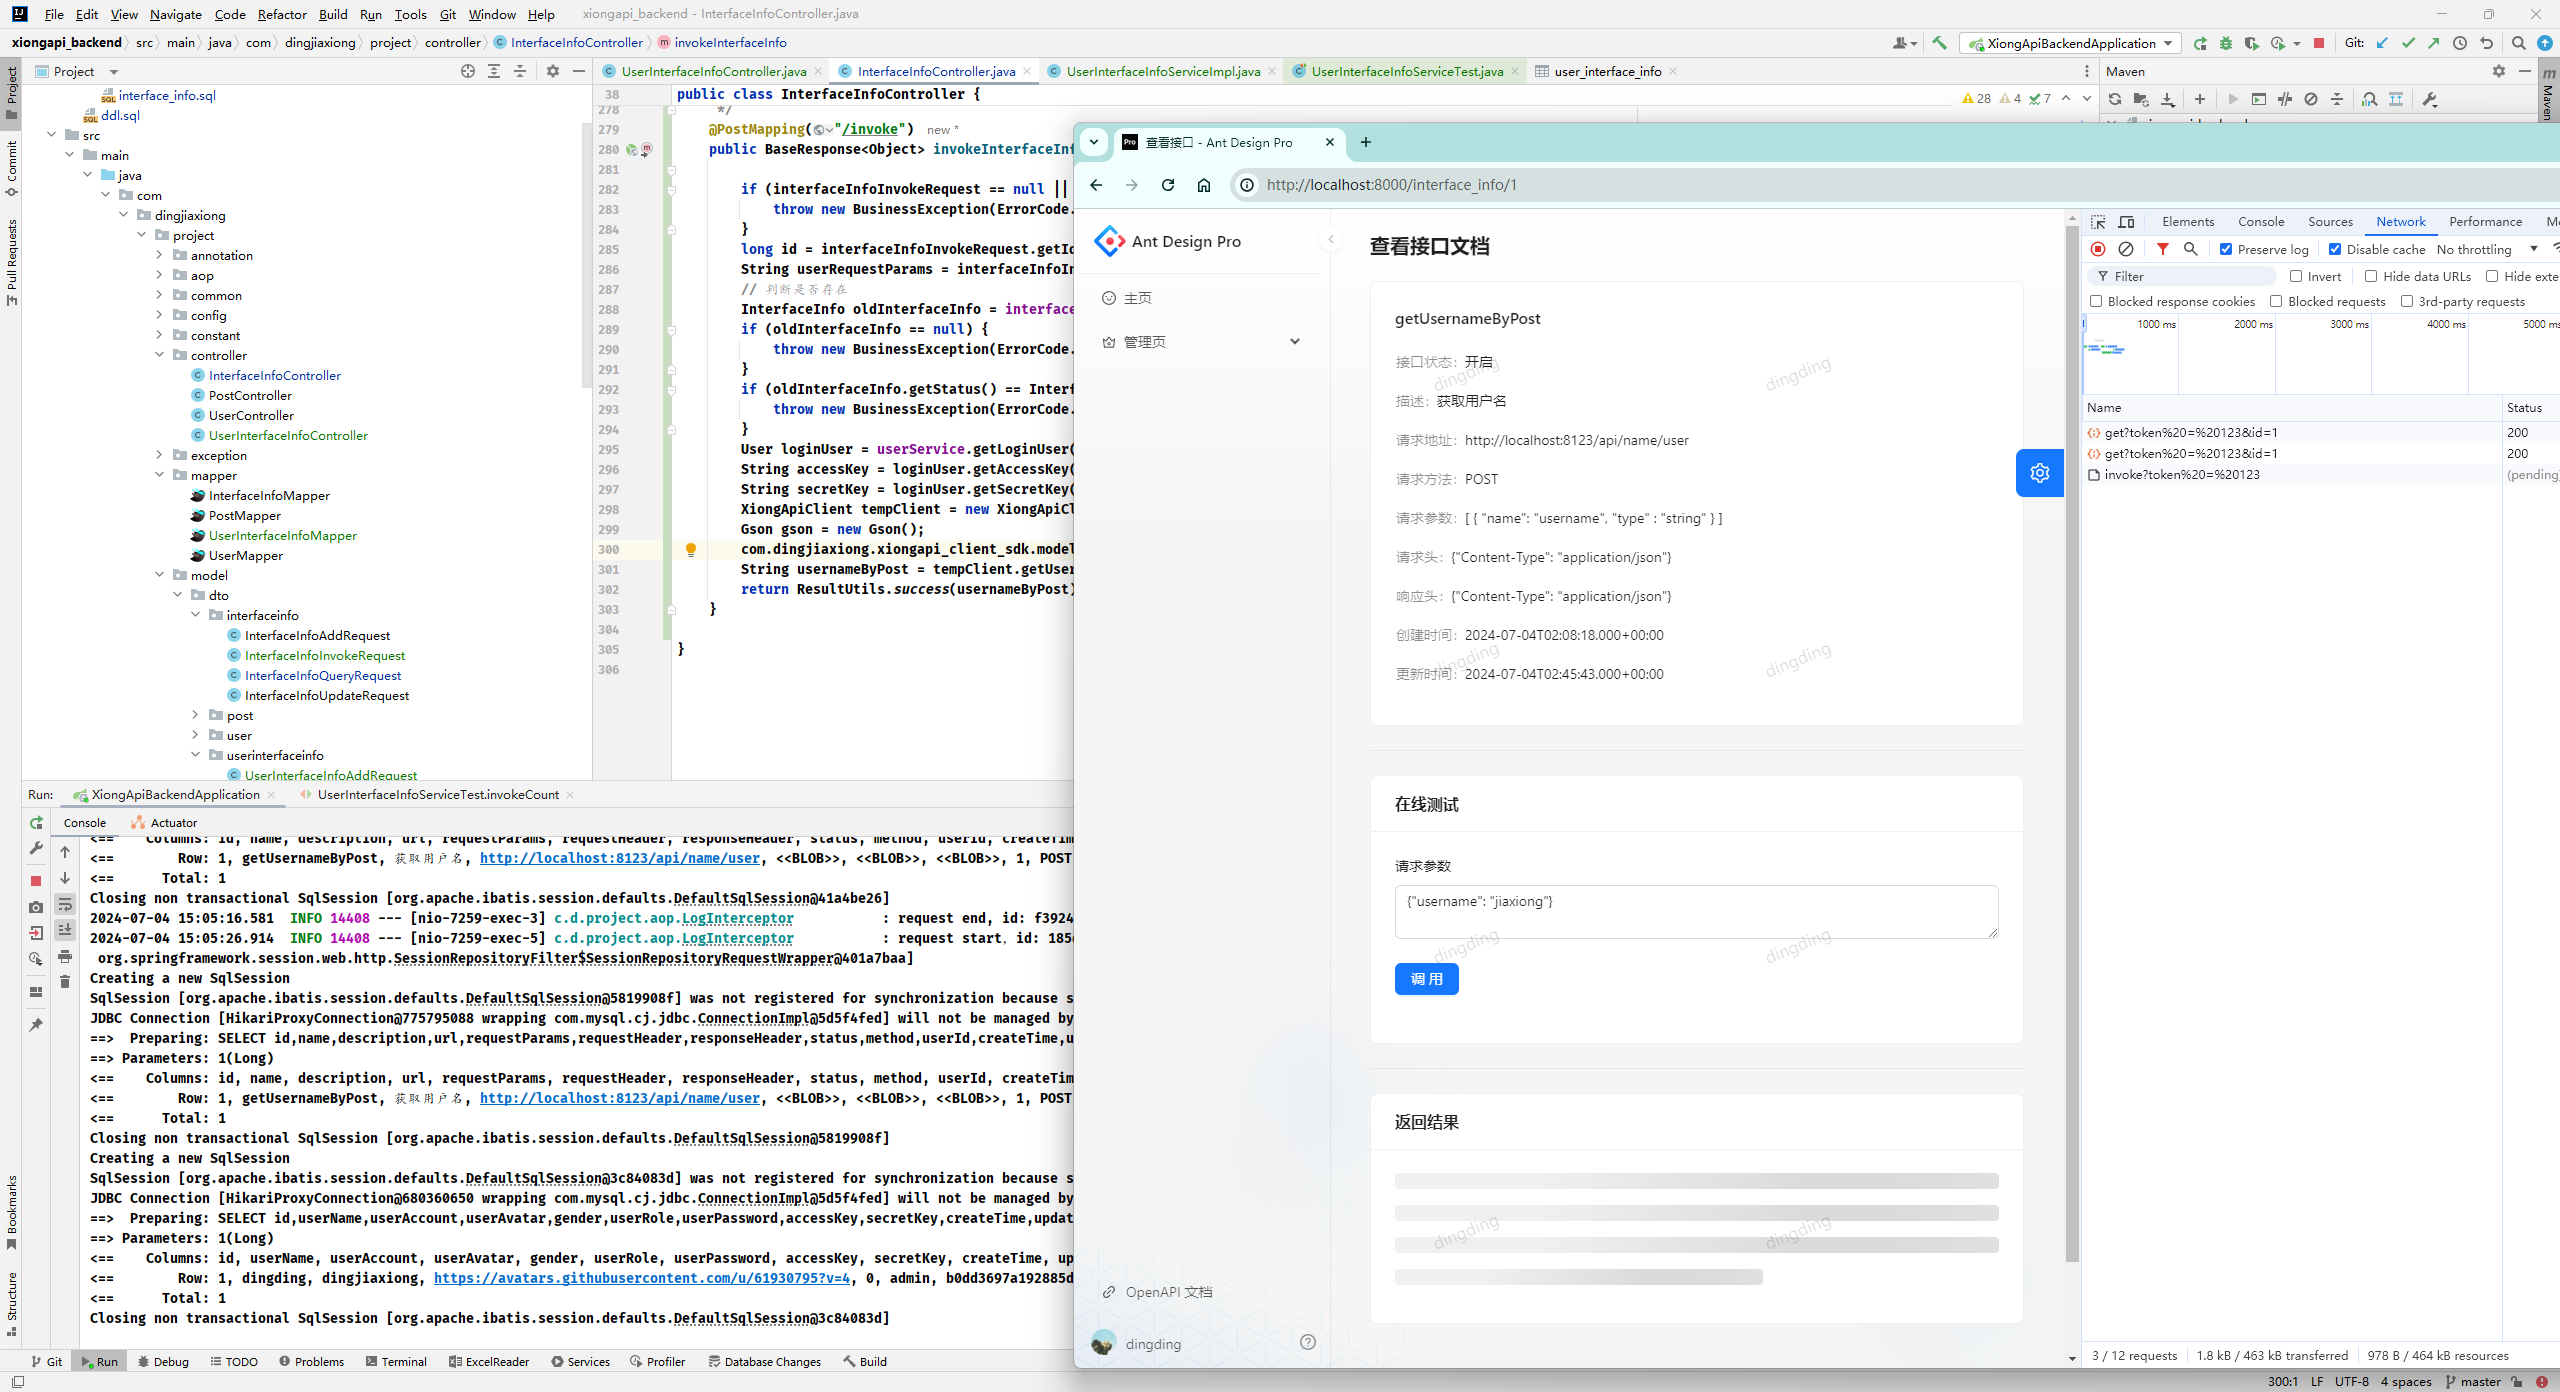 File Edit View Navigate Code Refactor Build Run Tools Git Window Help xiongapi_backend - InterfaceInfoController.java
xiongapi_backend src main java com dingjiaxiong project controller InterfaceInfoController invokeInterfaceInfo
XiongApiBackendApplication Git:
Project
UserInterfaceInfoController.java InterfaceInfoController.java UserInterfaceInfoServiceImpl.java UserInterfaceInfoServiceTest.java user_interface_info Maven
Project
Commit
Pull Requests
Bookmarks
Structure
Maven
interface_info.sql
ddl.sql
src
main
java
com
dingjiaxiong
project
annotation
aop
common
config
constant
controller
InterfaceInfoController
PostController
UserController
UserInterfaceInfoController
exception
mapper
InterfaceInfoMapper
PostMapper
UserInterfaceInfoMapper
UserMapper
model
dto
interfaceinfo
InterfaceInfoAddRequest
InterfaceInfoInvokeRequest
InterfaceInfoQueryRequest
InterfaceInfoUpdateRequest
post
user
userinterfaceinfo
UserInterfaceInfoAddRequest
38 public class InterfaceInfoController {
28 4 7
278 */
279 @PostMapping("/invoke") new *
280 public BaseResponse<Object> invokeInterfaceInf
281
282 if (interfaceInfoInvokeRequest == null ||
283 throw new BusinessException(ErrorCode.
284 }
285 long id = interfaceInfoInvokeRequest.getId
286 String userRequestParams = interfaceInfoIn
287 // 判断是否存在
288 InterfaceInfo oldInterfaceInfo = interface
289 if (oldInterfaceInfo == null) {
290 throw new BusinessException(ErrorCode.
291 }
292 if (oldInterfaceInfo.getStatus() == Interf
293 throw new BusinessException(ErrorCode.
294 }
295 User loginUser = userService.getLoginUser(
296 String accessKey = loginUser.getAccessKey(
297 String secretKey = loginUser.getSecretKey(
298 XiongApiClient tempClient = new XiongApiCl
299 Gson gson = new Gson();
300 com.dingjiaxiong.xiongapi_client_sdk.model
301 String usernameByPost = tempClient.getUser
302 return ResultUtils.success(usernameByPost)
303 }
304
305 }
306
Run: XiongApiBackendApplication UserInterfaceInfoServiceTest.invokeCount
Console Actuator
<== Columns: id, name, description, url, requestParams, requestHeader, responseHeader, status, method, userId, createTim
<== Row: 1, getUsernameByPost, 获取用户名, http://localhost:8123/api/name/user, <<BLOB>>, <<BLOB>>, <<BLOB>>, 1, POST
<== Total: 1
Closing non transactional SqlSession [org.apache.ibatis.session.defaults.DefaultSqlSession@41a4be26]
2024-07-04 15:05:16.581 INFO 14408 --- [nio-7259-exec-3] c.d.project.aop.LogInterceptor : request end, id: f3924
2024-07-04 15:05:26.914 INFO 14408 --- [nio-7259-exec-5] c.d.project.aop.LogInterceptor : request start, id: 185
org.springframework.session.web.http.SessionRepositoryFilter$SessionRepositoryRequestWrapper@401a7baa]
Creating a new SqlSession
SqlSession [org.apache.ibatis.session.defaults.DefaultSqlSession@5819908f] was not registered for synchronization because s
JDBC Connection [HikariProxyConnection@775795088 wrapping com.mysql.cj.jdbc.ConnectionImpl@5d5f4fed] will not be managed by
==> Preparing: SELECT id,name,description,url,requestParams,requestHeader,responseHeader,status,method,userId,createTime,u
==> Parameters: 1(Long)
<== Columns: id, name, description, url, requestParams, requestHeader, responseHeader, status, method, userId, createTim
<== Row: 1, getUsernameByPost, 获取用户名, http://localhost:8123/api/name/user, <<BLOB>>, <<BLOB>>, <<BLOB>>, 1, POST
<== Total: 1
Closing non transactional SqlSession [org.apache.ibatis.session.defaults.DefaultSqlSession@5819908f]
Creating a new SqlSession
SqlSession [org.apache.ibatis.session.defaults.DefaultSqlSession@3c84083d] was not registered for synchronization because s
JDBC Connection [HikariProxyConnection@680360650 wrapping com.mysql.cj.jdbc.ConnectionImpl@5d5f4fed] will not be managed by
==> Preparing: SELECT id,userName,userAccount,userAvatar,gender,userRole,userPassword,accessKey,secretKey,createTime,updat
==> Parameters: 1(Long)
<== Columns: id, userName, userAccount, userAvatar, gender, userRole, userPassword, accessKey, secretKey, createTime, up
<== Row: 1, dingding, dingjiaxiong, https://avatars.githubusercontent.com/u/61930795?v=4, 0, admin, b0dd3697a192885d
<== Total: 1
Closing non transactional SqlSession [org.apache.ibatis.session.defaults.DefaultSqlSession@3c84083d]
Git Run Debug TODO Problems Terminal ExcelReader Services Profiler Database Changes Build
300:1 LF UTF-8 4 spaces master
Pro 查看接口 - Ant Design Pro
http://localhost:8000/interface_info/1
Ant Design Pro
主页
管理页
OpenAPI 文档
dingding
查看接口文档
getUsernameByPost
接口状态: 开启
描述: 获取用户名
请求地址: http://localhost:8123/api/name/user
请求方法: POST
请求参数: [ { "name": "username", "type" : "string" } ]
请求头: {"Content-Type": "application/json"}
响应头: {"Content-Type": "application/json"}
创建时间: 2024-07-04T02:08:18.000+00:00
更新时间: 2024-07-04T02:45:43.000+00:00
dingding dingding
dingding dingding
在线测试
请求参数
{"username": "jiaxiong"}
dingding dingding
调 用
返回结果
dingding dingding
Elements Console Sources Network Performance
Preserve log Disable cache No throttling
Filter Invert Hide data URLs Hide exte
Blocked response cookies Blocked requests 3rd-party requests
1000 ms 2000 ms 3000 ms 4000 ms 5000 ms
Name Status
get?token%20=%20123&id=1 200
get?token%20=%20123&id=1 200
invoke?token%20=%20123 (pending
3 / 12 requests 1.8 kB / 463 kB transferred 978 B / 464 kB resources